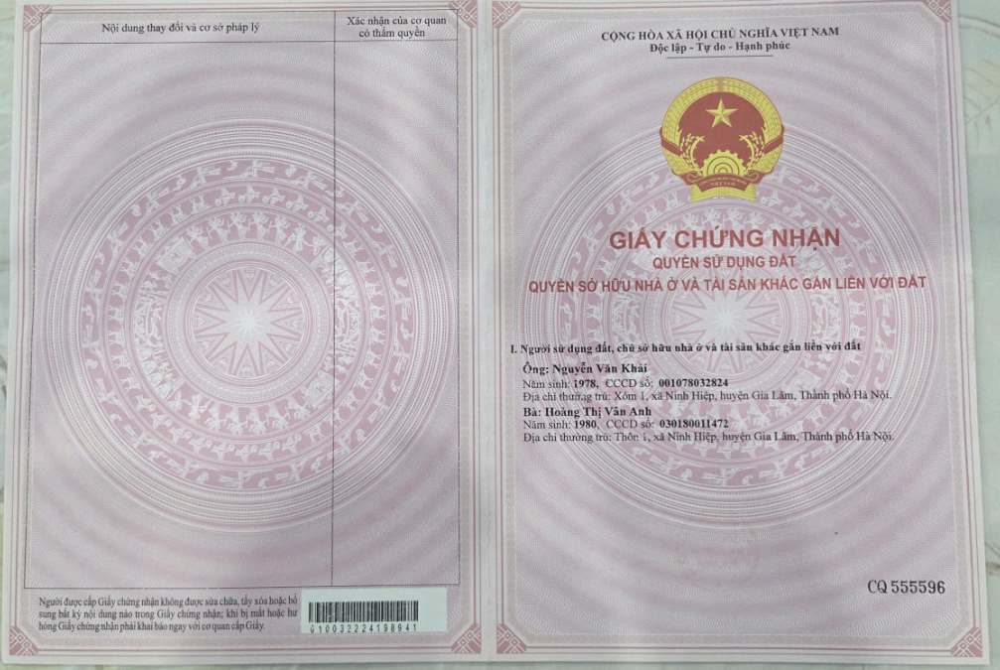 Nội dung thay đổi và cơ sở pháp lý
Xác nhận của cơ quan
có thẩm quyền
Người được cấp Giấy chứng nhận không được sửa chữa, tẩy xóa hoặc bổ
sung bất kỳ nội dung nào trong Giấy chứng nhận; khi bị mất hoặc hư
hỏng Giấy chứng nhận phải khai báo ngay với cơ quan cấp Giấy.
CỘNG HÒA XÃ HỘI CHỦ NGHĨA VIỆT NAM
Độc lập - Tự do - Hạnh phúc
VIỆT NAM
GIẤY CHỨNG NHẬN
QUYỀN SỬ DỤNG ĐẤT
QUYỀN SỞ HỮU NHÀ Ở VÀ TÀI SẢN KHÁC GẮN LIỀN VỚI ĐẤT
I. Người sử dụng đất, chủ sở hữu nhà ở và tài sản khác gắn liền với đất
Ông: Nguyễn Văn Khải
Năm sinh: 1978, CCCD số: 001078032824
Địa chỉ thường trú: Xóm 1, xã Ninh Hiệp, huyện Gia Lâm, Thành phố Hà Nội.
Bà: Hoàng Thị Vân Anh
Năm sinh: 1980, CCCD số: 030180011472
Địa chỉ thường trú: Thôn 1, xã Ninh Hiệp, huyện Gia Lâm, Thành phố Hà Nội.
CQ 555596